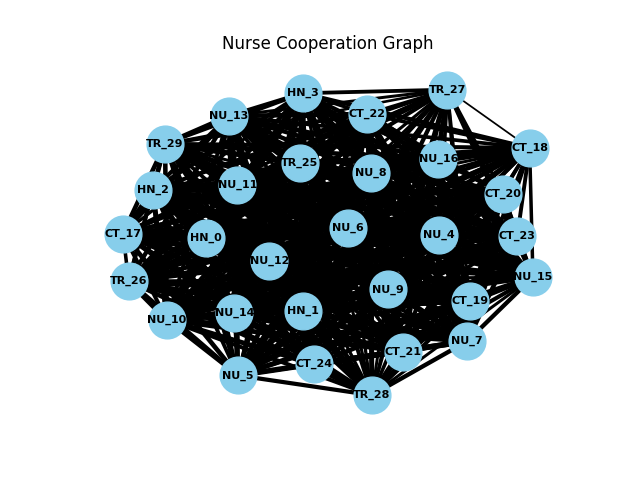 Nurse Cooperation Graph
TR_27
HN_3
CT_22
NU_13
TR_29
CT_18
NU_16
TR_25
NU_8
NU_11
HN_2
CT_20
NU_6
CT_17
NU_4
CT_23
HN_0
NU_12
NU_15
TR_26
NU_9
CT_19
HN_1
NU_14
NU_10
NU_7
CT_21
CT_24
NU_5
TR_28